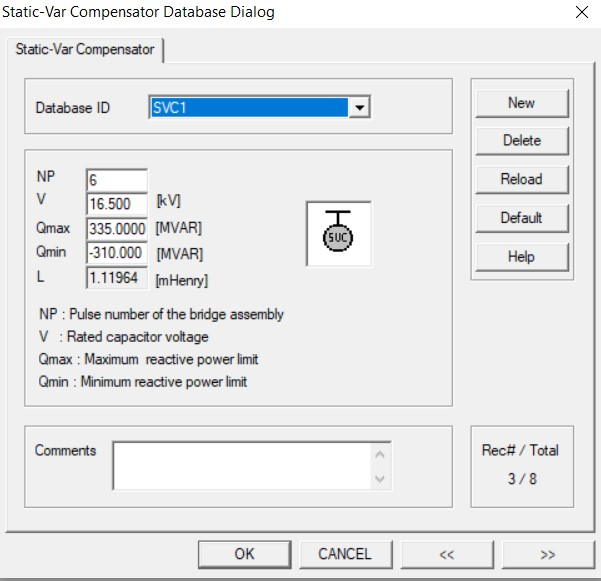 Static-Var Compensator Database Dialog
Static-Var Compensator
Database ID SVC1
New
Delete
Reload
Default
Help
NP 6
V 16.500 [kV]
Qmax 335.0000 [MVAR]
Qmin -310.000 [MVAR]
L 1.11964 [mHenry]
SVC
NP : Pulse number of the bridge assembly
V : Rated capacitor voltage
Qmax : Maximum reactive power limit
Qmin : Minimum reactive power limit
Comments
Rec# / Total
3 / 8
OK CANCEL << >>